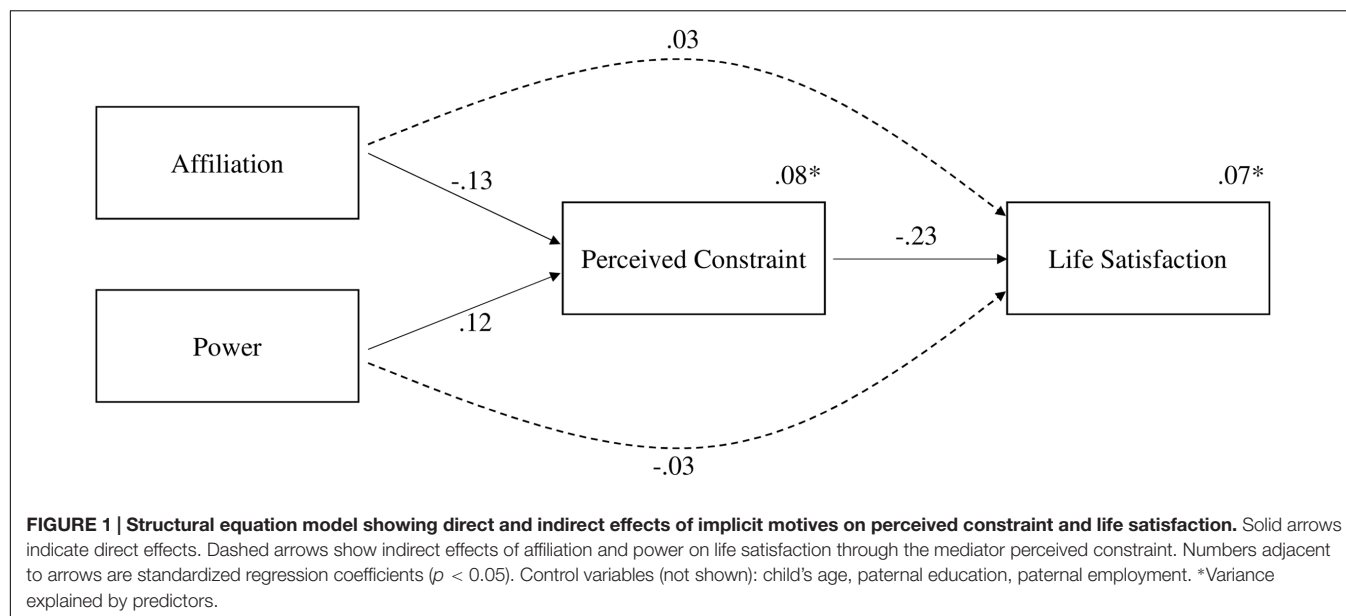 .03
Affiliation
-.13
.08*
.07*
Perceived Constraint
-.23
Life Satisfaction
Power
.12
-.03
FIGURE 1 | Structural equation model showing direct and indirect effects of implicit motives on perceived constraint and life satisfaction. Solid arrows
indicate direct effects. Dashed arrows show indirect effects of affiliation and power on life satisfaction through the mediator perceived constraint. Numbers adjacent
to arrows are standardized regression coefficients (p < 0.05). Control variables (not shown): child’s age, paternal education, paternal employment. *Variance
explained by predictors.